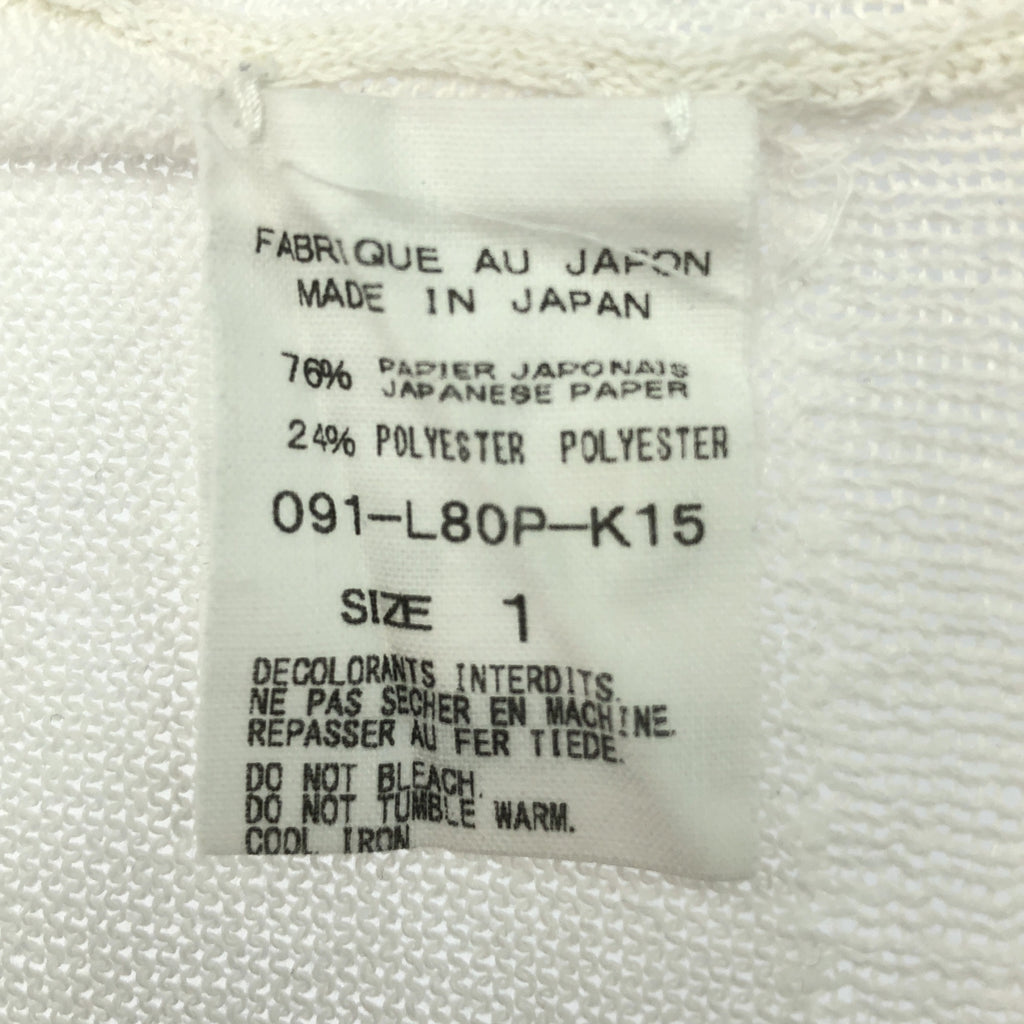 FABRIQUE AU JAPON
MADE IN JAPAN
76% PAPIER JAPONAIS
JAPANESE PAPER
24% POLYESTER POLYESTER
091-L80P-K15
SIZE 1
DECOLORANTS INTERDITS.
NE PAS SECHER EN MACHINE.
REPASSER AU FER TIEDE.
DO NOT BLEACH.
DO NOT TUMBLE WARM.
COOL IRON